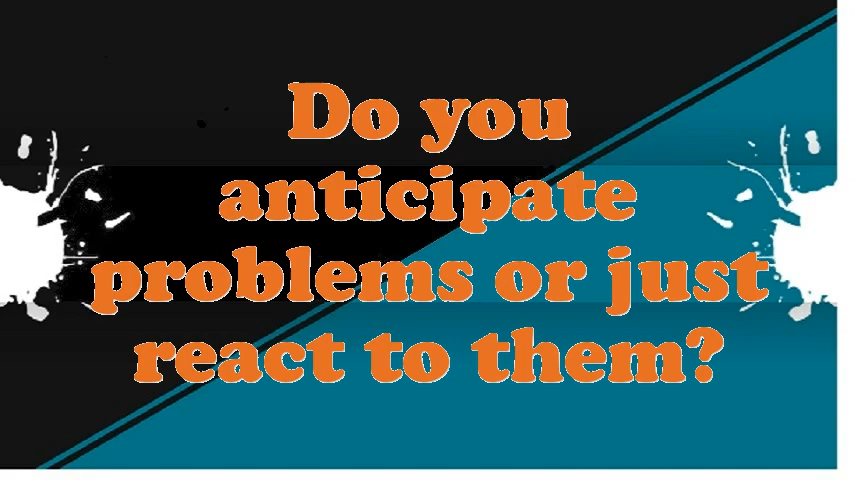 Do you
anticipate
problems or just
react to them?